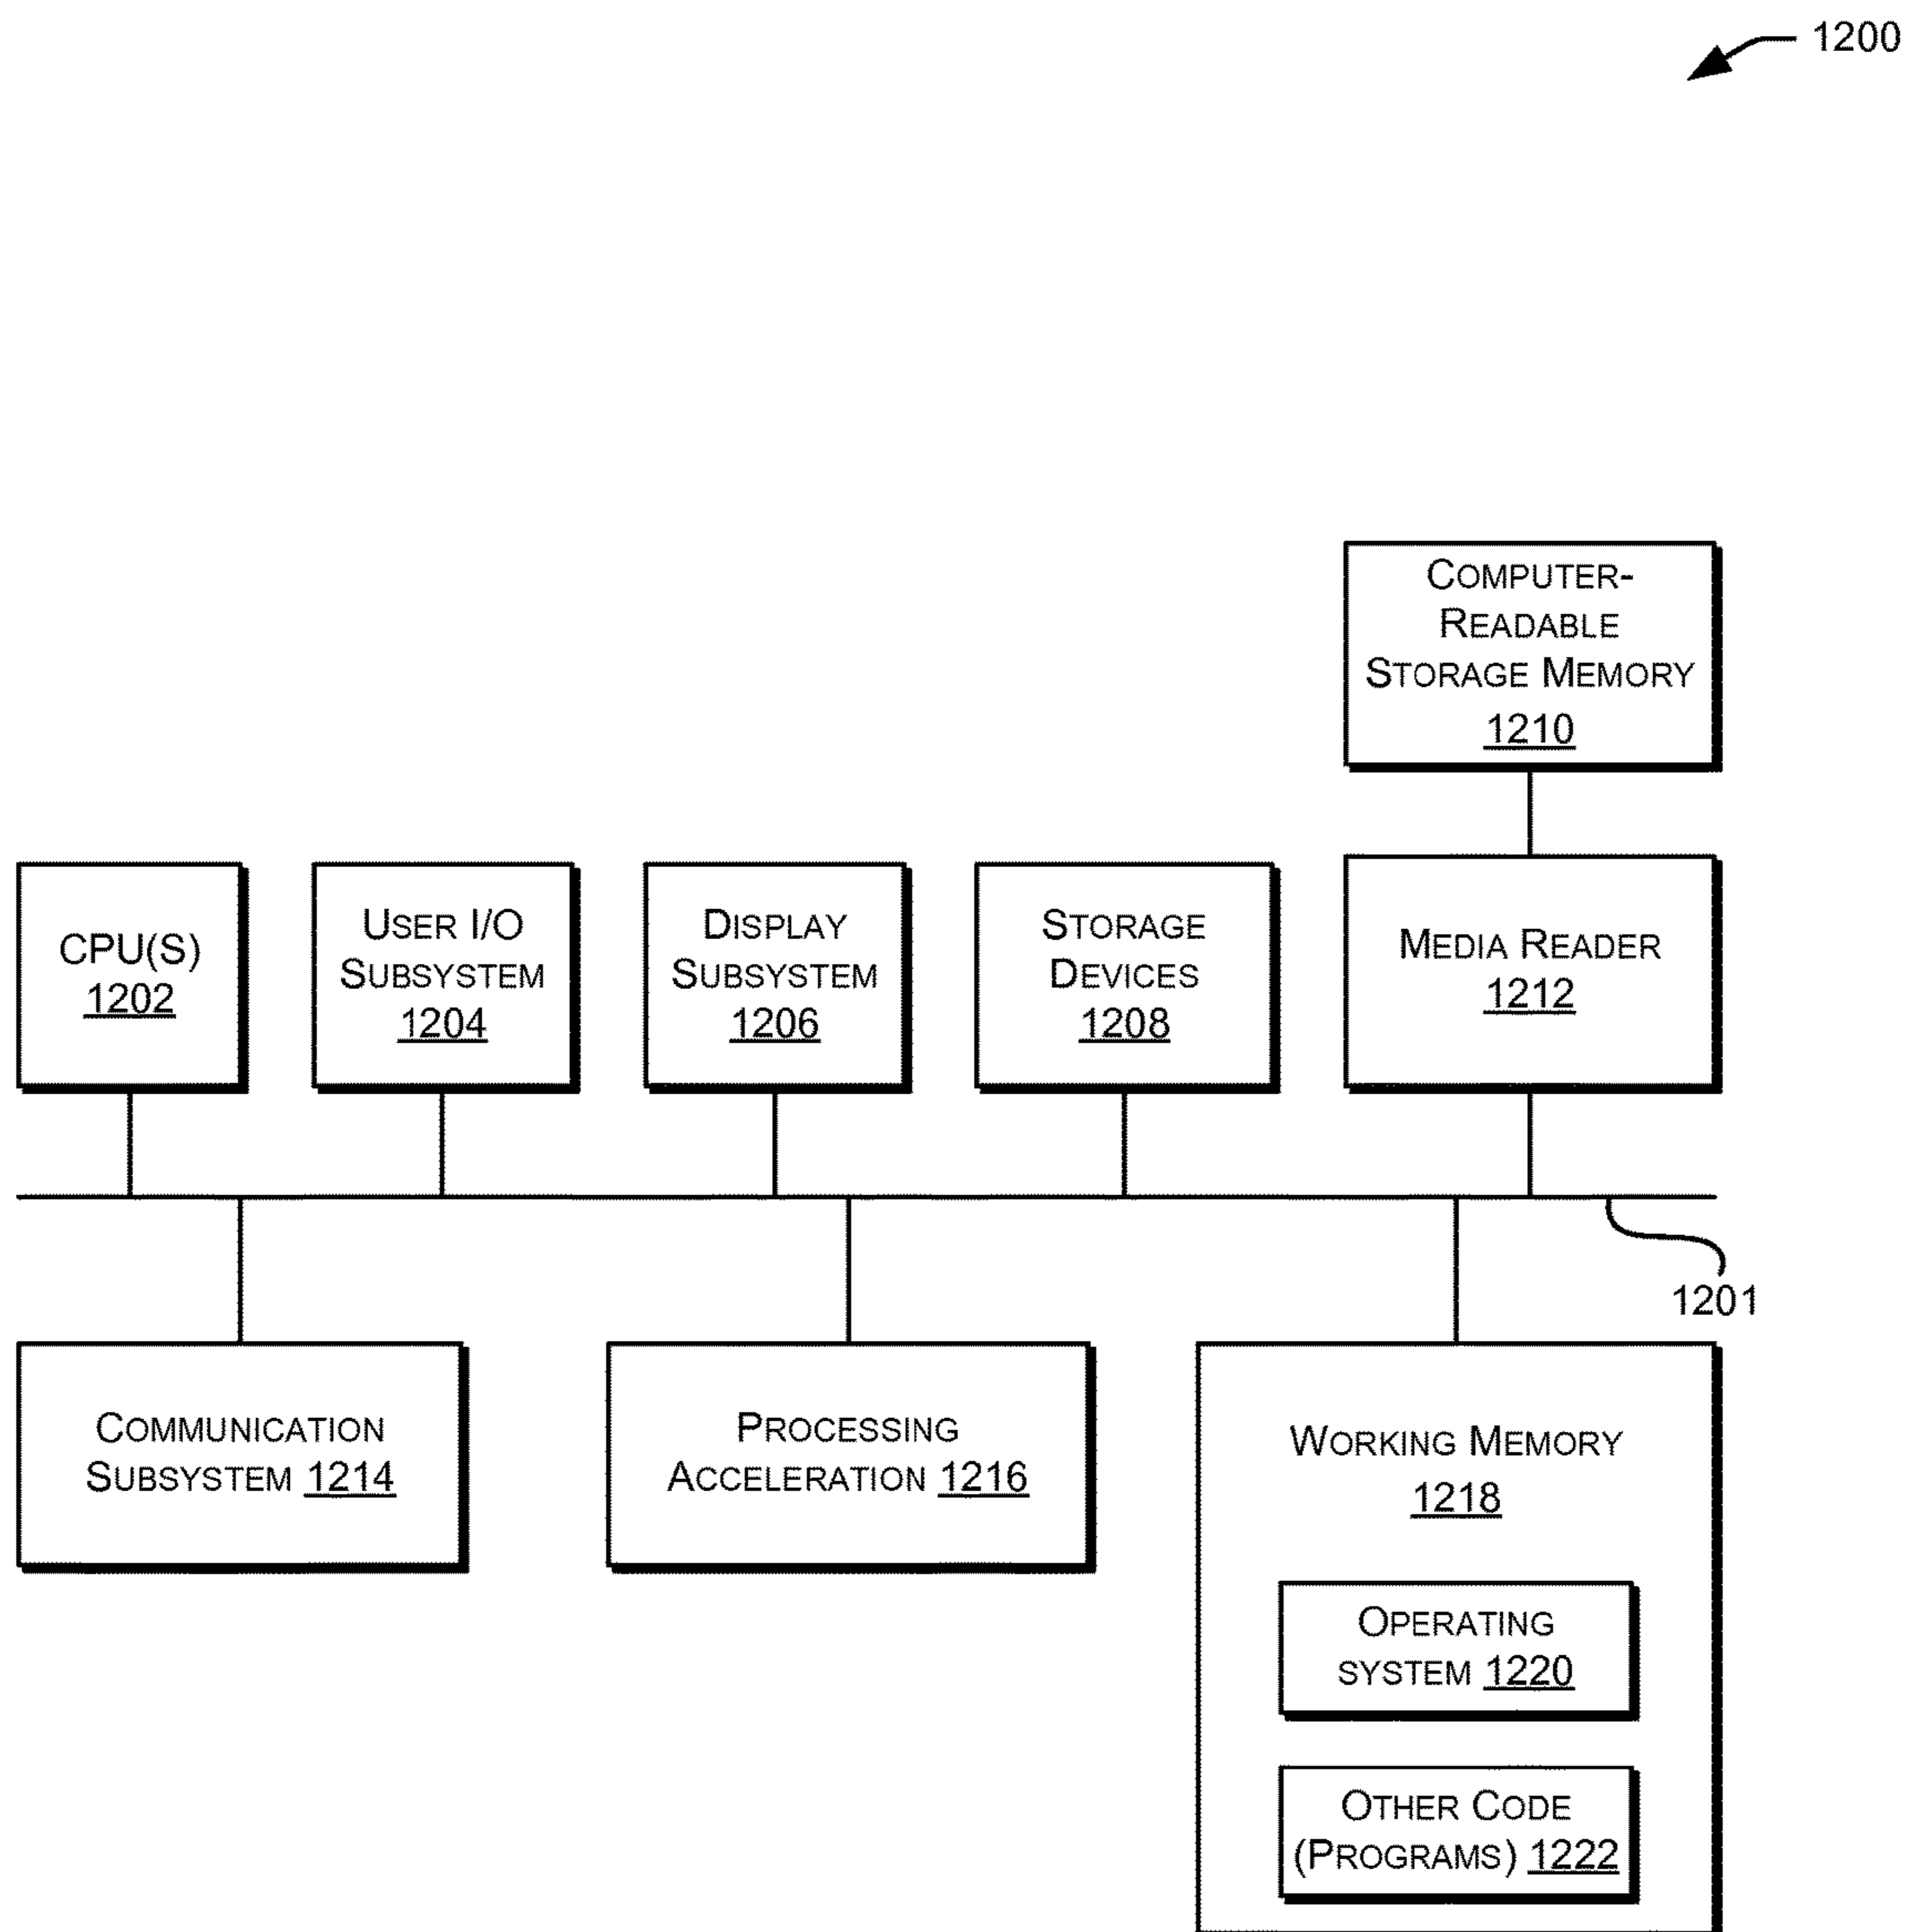 1200
COMPUTER-
READABLE
STORAGE MEMORY
1210
CPU(S)
1202
USER I/O
SUBSYSTEM
1204
DISPLAY
SUBSYSTEM
1206
STORAGE
DEVICES
1208
MEDIA READER
1212
1201
COMMUNICATION
SUBSYSTEM 1214
PROCESSING
ACCELERATION 1216
WORKING MEMORY
1218
OPERATING
SYSTEM 1220
OTHER CODE
(PROGRAMS) 1222